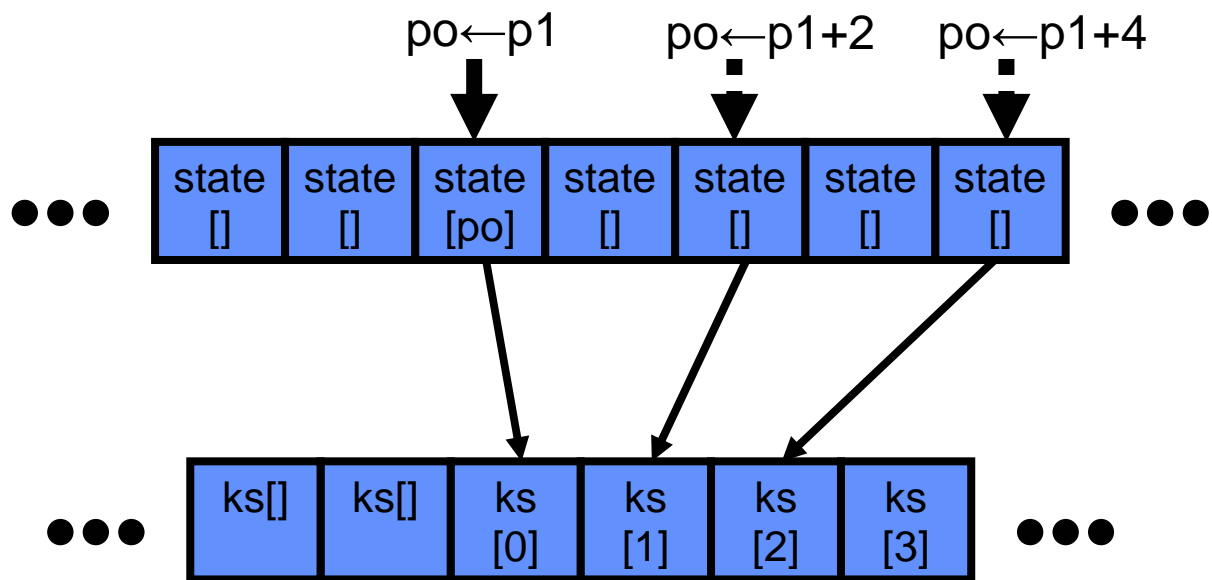 po←p1 po←p1+2 po←p1+4
state state state state state state state
[] [] [po] [] [] [] []
ks[] ks[] ks ks ks ks
[0] [1] [2] [3]